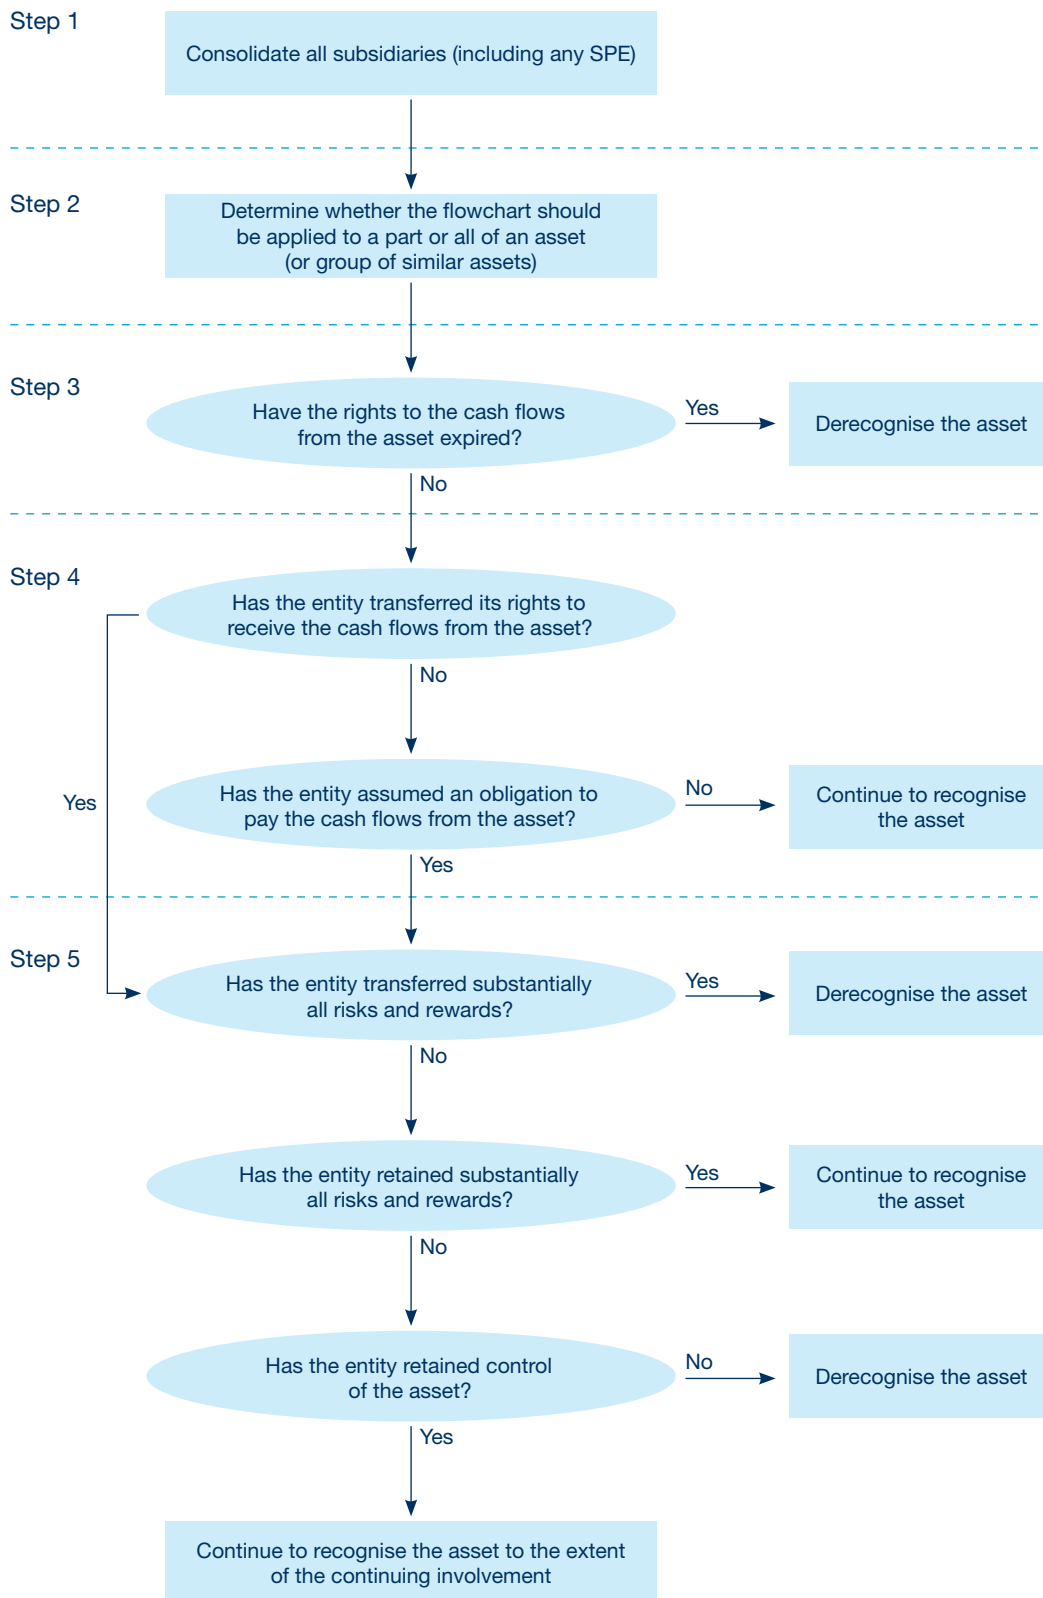 Step 1
Consolidate all subsidiaries (including any SPE)
Step 2
Determine whether the flowchart should
be applied to a part or all of an asset
(or group of similar assets)
Step 3
Have the rights to the cash flows
from the asset expired?
Yes
Derecognise the asset
No
Step 4
Has the entity transferred its rights to
receive the cash flows from the asset?
No
Yes
Has the entity assumed an obligation to
pay the cash flows from the asset?
No
Continue to recognise
the asset
Yes
Step 5
Has the entity transferred substantially
all risks and rewards?
Yes
Derecognise the asset
No
Has the entity retained substantially
all risks and rewards?
Yes
Continue to recognise
the asset
No
Has the entity retained control
of the asset?
No
Derecognise the asset
Yes
Continue to recognise the asset to the extent
of the continuing involvement